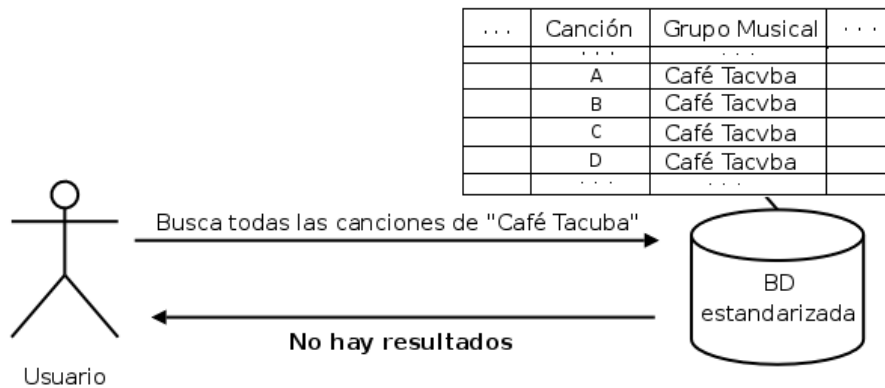 . . . Canción Grupo Musical . . .
. . . . . .
A Café Tacvba
B Café Tacvba
C Café Tacvba
D Café Tacvba
. . . . . .
Busca todas las canciones de "Café Tacuba"
BD
estandarizada
No hay resultados
Usuario